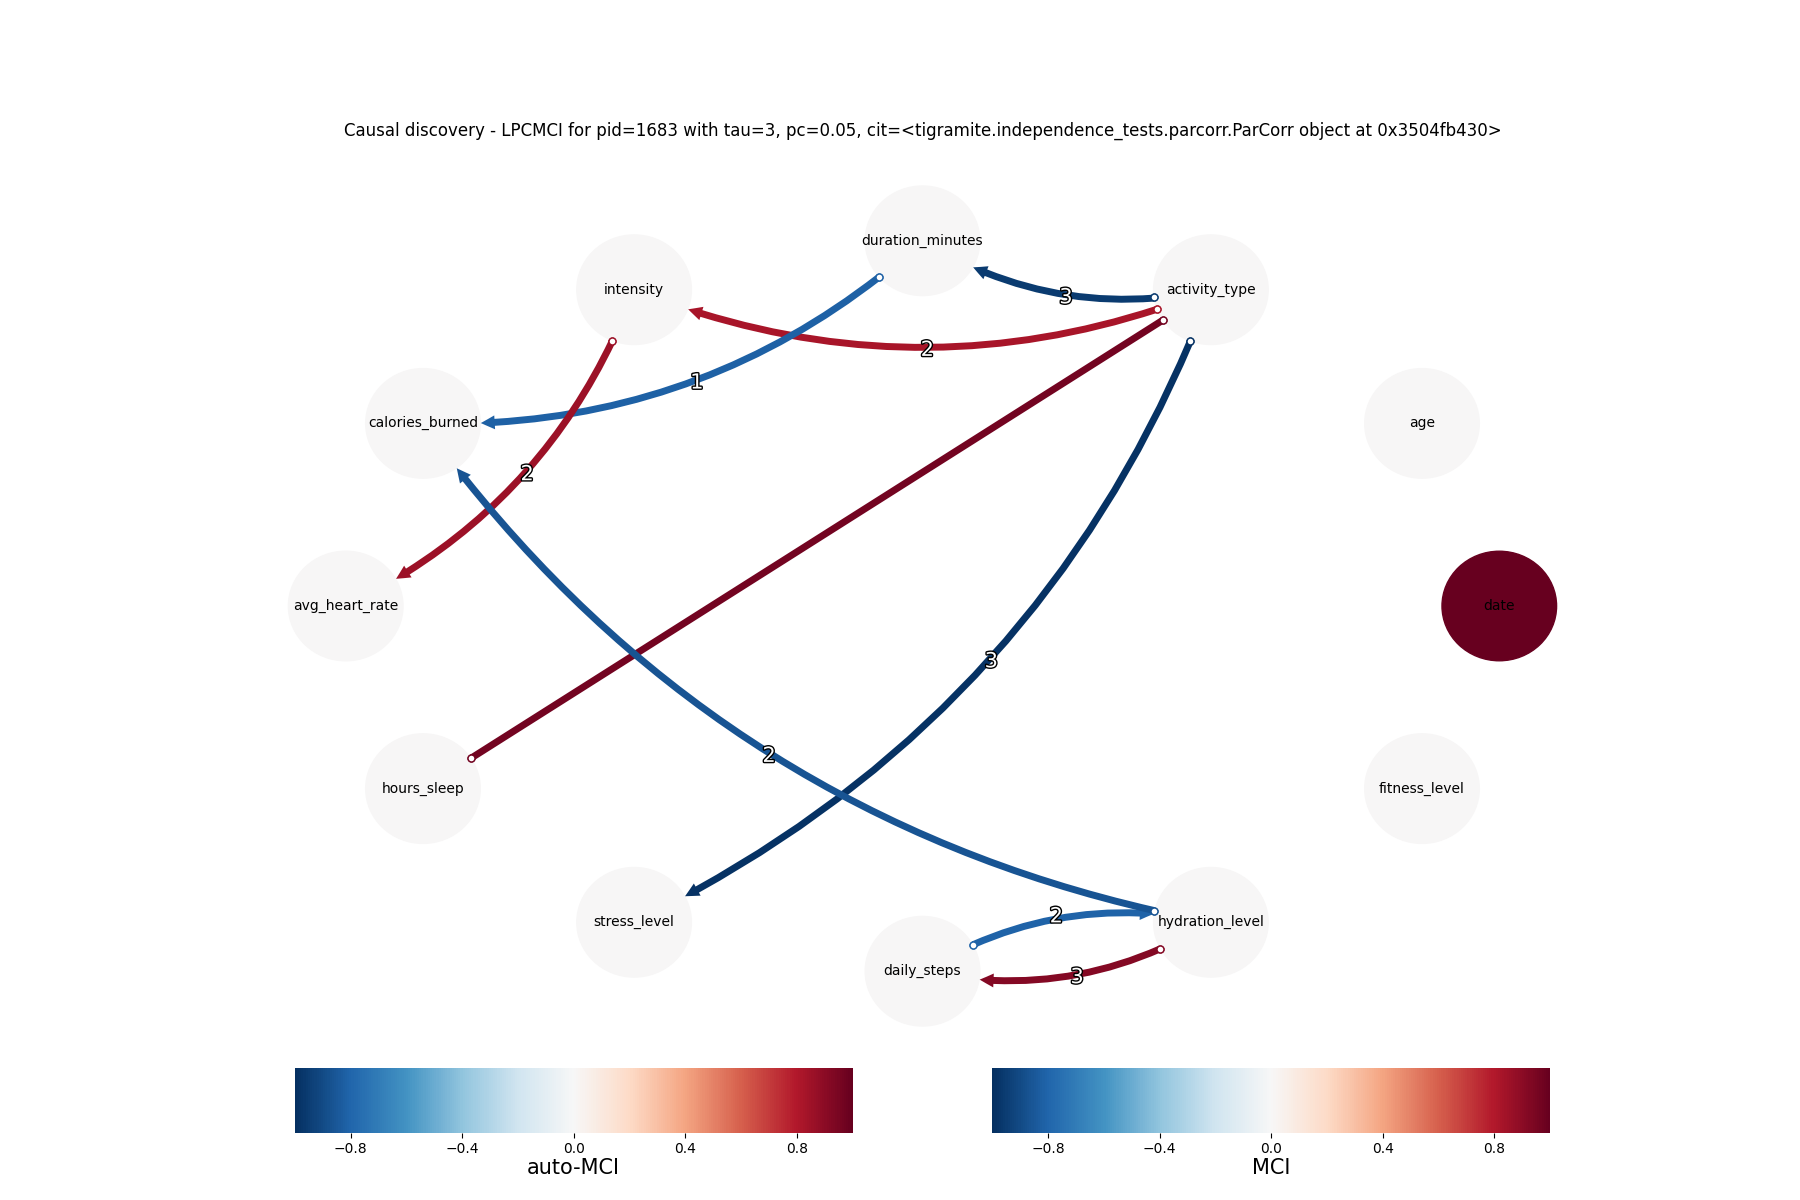 Causal discovery - LPCMCI for pid=1683 with tau=3, pc=0.05, cit=<tigramite.independence_tests.parcorr.ParCorr object at 0x3504fb430>
duration_minutes
intensity
activity_type
3
2
1
calories_burned
age
2
avg_heart_rate
date
3
2
hours_sleep
fitness_level
stress_level
2
hydration_level
daily_steps
3
−0.8 −0.4 0.0 0.4 0.8
auto-MCI
−0.8 −0.4 0.0 0.4 0.8
MCI